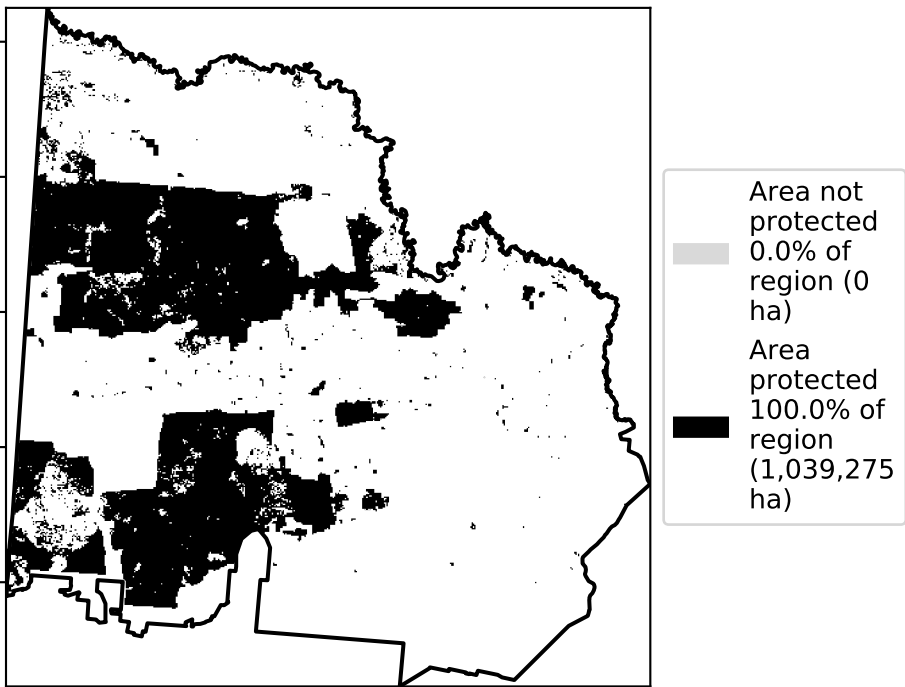 Area not
protected
0.0% of
region (0
ha)
Area
protected
100.0% of
region
(1,039,275
ha)